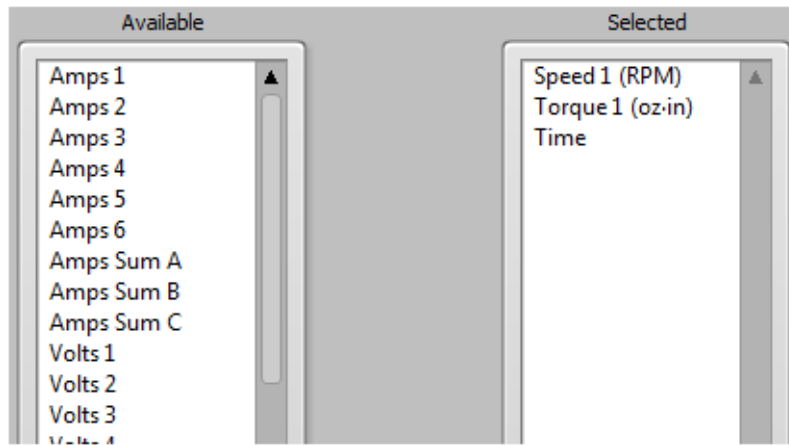 Available
Amps 1
Amps 2
Amps 3
Amps 4
Amps 5
Amps 6
Amps Sum A
Amps Sum B
Amps Sum C
Volts 1
Volts 2
Volts 3
Selected
Speed 1 (RPM)
Torque 1 (oz·in)
Time